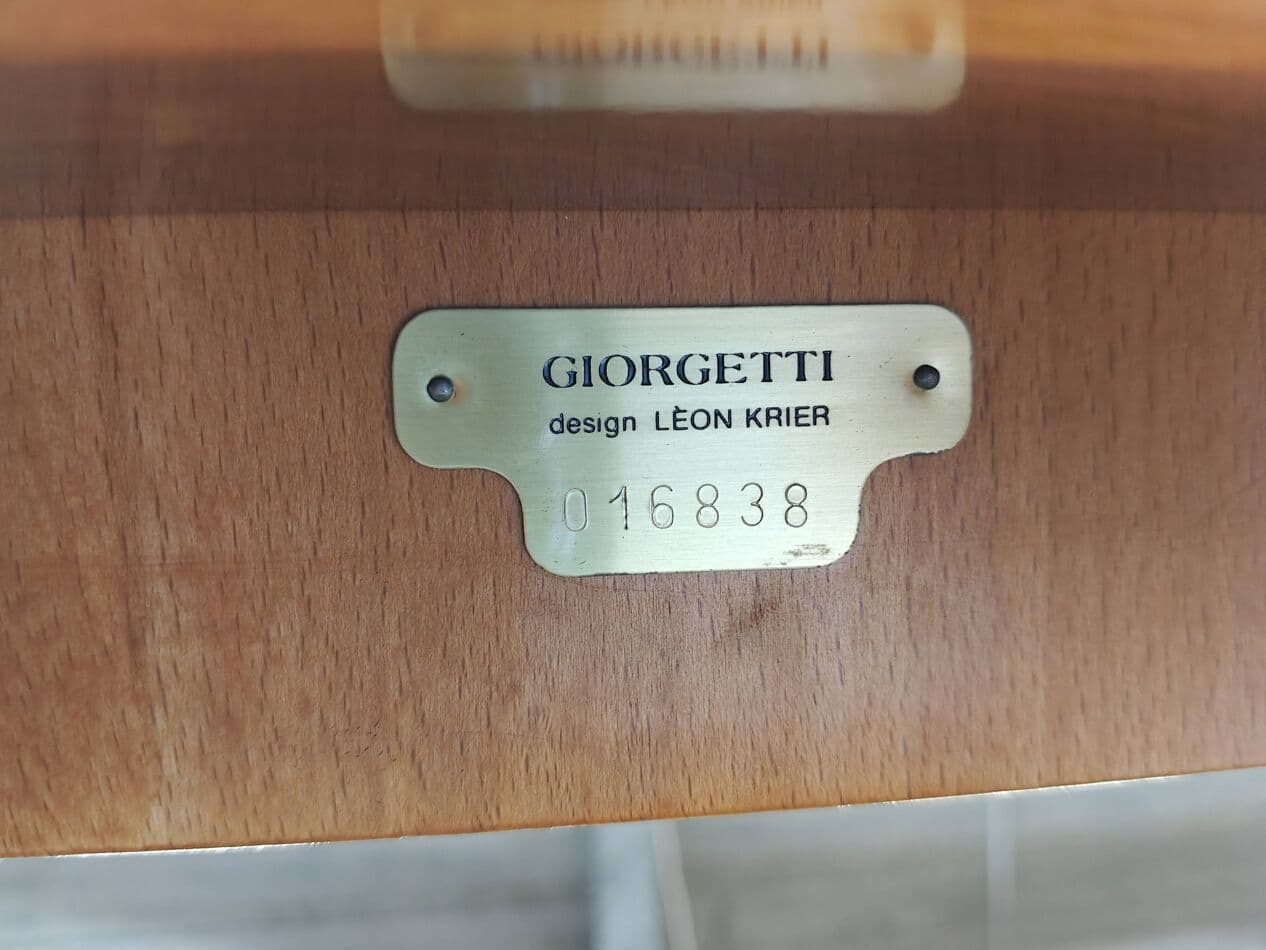 GIORGETTI
design LÈON KRIER
016838